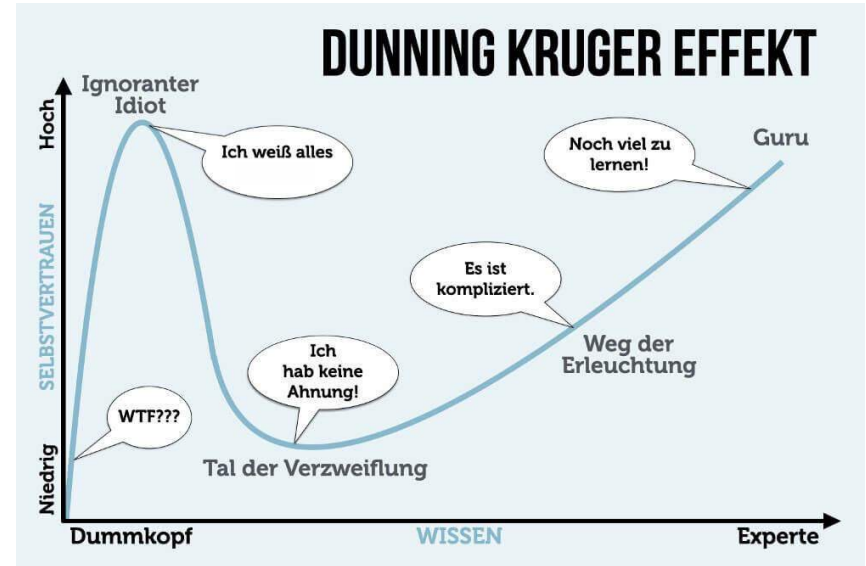 DUNNING KRUGER EFFEKT
Ignoranter
Idiot
Hoch
Ich weiß alles
Noch viel zu
lernen!
Guru
SELBSTVERTRAUEN
Es ist
kompliziert.
Weg der
Erleuchtung
Ich
hab keine
Ahnung!
WTF???
Tal der Verzweiflung
Niedrig
Dummkopf
WISSEN
Experte